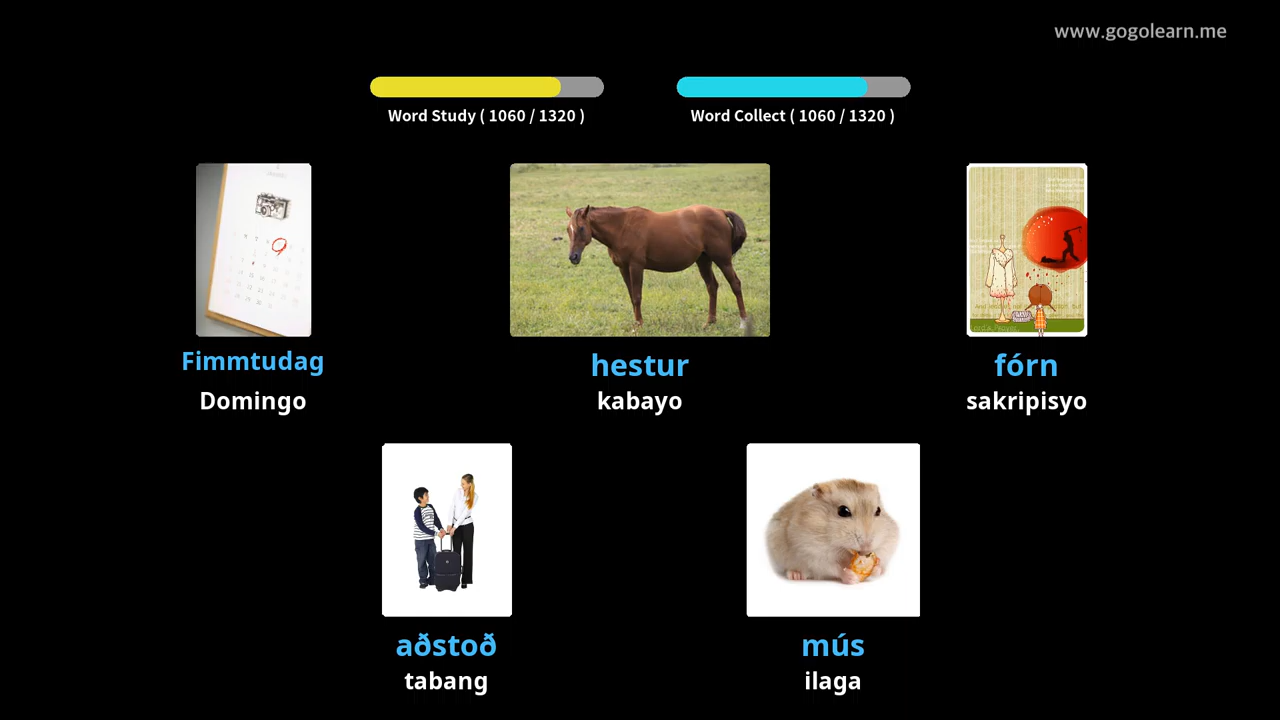 www.gogolearn.me
Word Study ( 1060 / 1320 )
Word Collect ( 1060 / 1320 )
Fimmtudag
Domingo
hestur
kabayo
fórn
sakripisyo
aðstoð
tabang
mús
ilaga